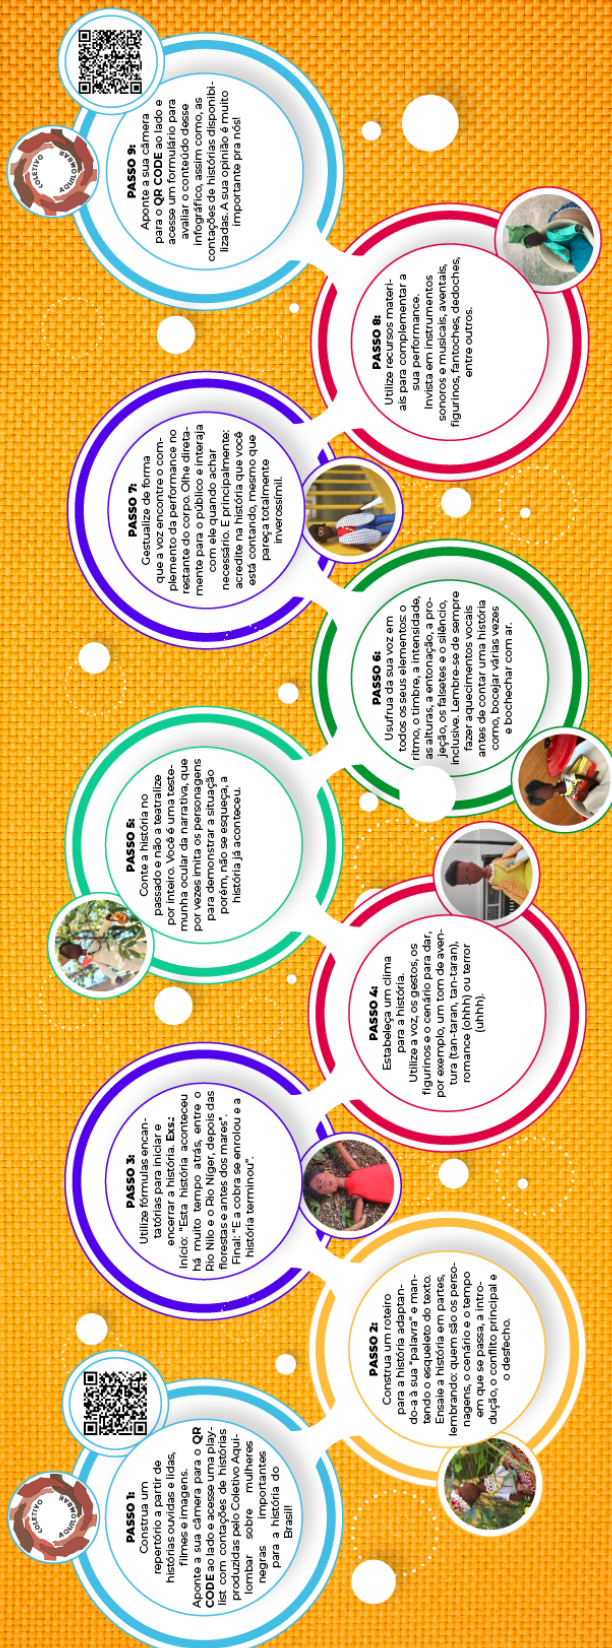 COLETIVO
AQUILOMBAR
PASSO 1:
Construa um
repertório a partir de
histórias ouvidas e lidas,
filmes e imagens.
Aponte a sua câmera para o QR
CODE ao lado e acesse uma play-
list com contações de histórias
produzidas pelo Coletivo Aqui-
lombar sobre mulheres
negras importantes
para a história do
Brasil!
PASSO 2:
Construa um roteiro
para a história adaptan-
do-a à sua "palavra" e man-
tendo o esqueleto do texto.
Ensaie a história em partes,
lembrando: quem são os perso-
nagens, o cenário e o tempo
em que se passa, a intro-
dução, o conflito principal e
o desfecho.
PASSO 3:
Utilize fórmulas encan-
tatórias para iniciar e
encerrar a história. Exs.:
Início: "Esta história aconteceu
há muito tempo atrás, entre o
Rio Nilo e o Rio Níger, depois das
florestas e antes dos mares".
Final: "E a cobra se enrolou e a
história terminou".
PASSO 4:
Estabeleça um clima
para a história.
Utilize a voz, os gestos, os
figurinos e o cenário para dar,
por exemplo, um tom de aven-
tura (tan-taran, tan-taran),
romance (ohhh) ou terror
(uhhh).
PASSO 5:
Conte a história no
passado e não a teatralize
por inteiro. Você é uma teste-
munha ocular da narrativa, que
por vezes imita os personagens
para demonstrar a situação
porém, não se esqueça, a
história já aconteceu.
PASSO 6:
Usufrua da sua voz em
todos os seus elementos: o
ritmo, o timbre, a intensidade,
as alturas, a entonação, a pro-
jeção, os falsetes e o silêncio,
inclusive. Lembre-se de sempre
fazer aquecimentos vocais
antes de contar uma história
como, bocejar várias vezes
e bochechar com ar.
PASSO 7:
Gestualize de forma
que a voz encontre o com-
plemento da performance no
restante do corpo. Olhe direta-
mente para o público e interaja
com ele quando achar
necessário. E principalmente:
acredite na história que você
está contando, mesmo que
pareça totalmente
inverossímil.
PASSO 8:
Utilize recursos materi-
ais para complementar a
sua performance.
Invista em instrumentos
sonoros e musicais, aventais,
figurinos, fantoches, dedoches,
entre outros.
COLETIVO
AQUILOMBAR
PASSO 9:
Aponte a sua câmera
para o QR CODE ao lado e
acesse um formulário para
avaliar o conteúdo desse
infográfico, assim como, as
contações de histórias disponibi-
lizadas. A sua opinião é muito
importante pra nós!